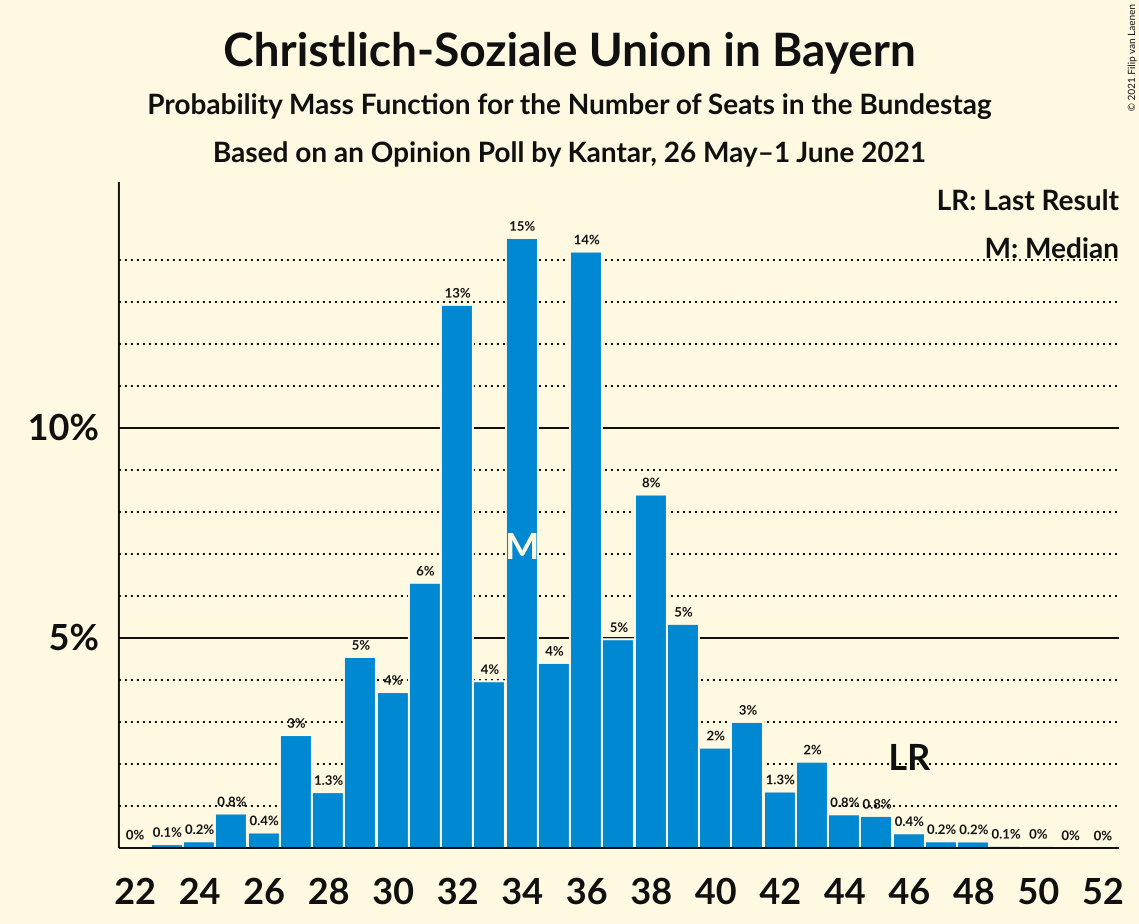 Christlich-Soziale Union in Bayern
Probability Mass Function for the Number of Seats in the Bundestag
Based on an Opinion Poll by Kantar, 26 May–1 June 2021
© 2021 Filip van Laenen
LR: Last Result
M: Median
10%
5%
0% 0.1% 0.2% 0.8% 0.4% 3% 1.3% 5% 4% 6% 13% 4% 15% 4% 14% 5% 8% 5% 2% 3% 1.3% 2% 0.8% 0.8% 0.4% 0.2% 0.2% 0.1% 0% 0% 0%
M
LR
22 24 26 28 30 32 34 36 38 40 42 44 46 48 50 52